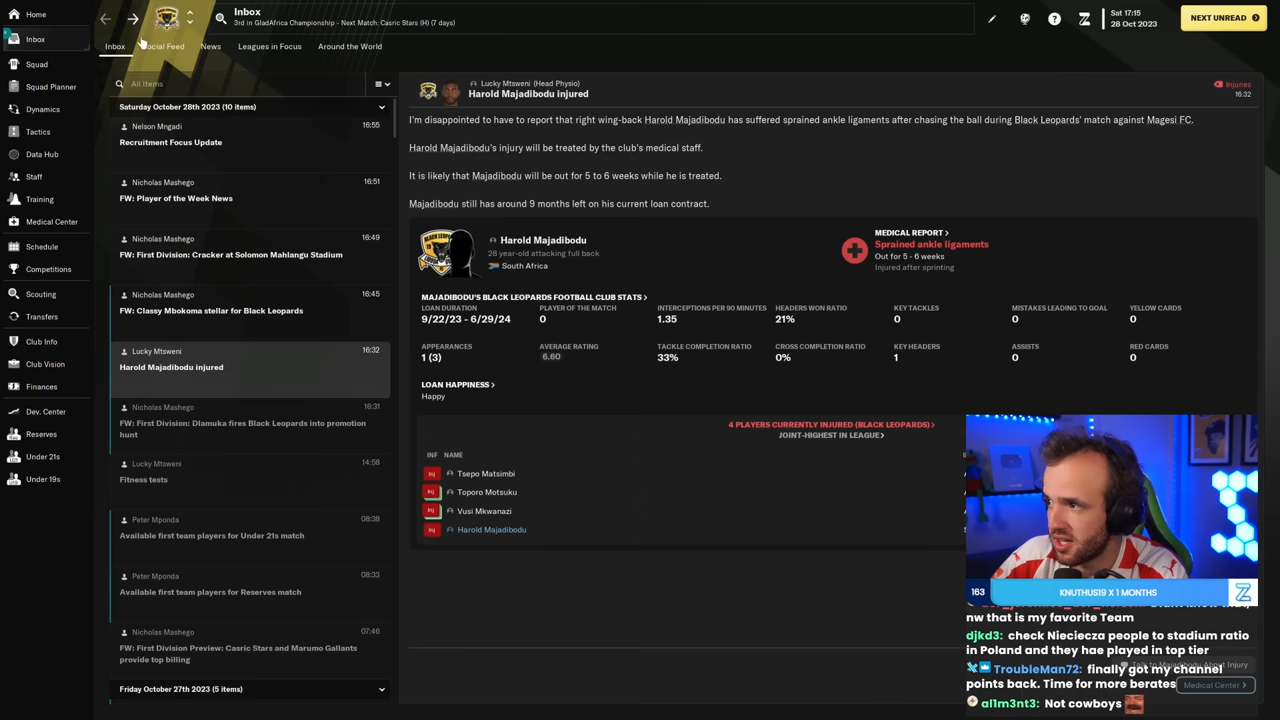 Home
Inbox
Squad
Squad Planner
Dynamics
Tactics
Data Hub
Staff
Training
Medical Center
Schedule
Competitions
Scouting
Transfers
Club Info
Club Vision
Finances
Dev. Center
Reserves
Under 21s
Under 19s
Inbox
3rd in GladAfrica Championship - Next Match: Casric Stars (H) (7 days)
Sat 17:15
28 Oct 2023
NEXT UNREAD
Inbox
Social Feed
News
Leagues in Focus
Around the World
All Items
Saturday October 28th 2023 (10 items)
Nelson Mngadi 16:55
Recruitment Focus Update
Nicholas Mashego 16:51
FW: Player of the Week News
Nicholas Mashego 16:49
FW: First Division: Cracker at Solomon Mahlangu Stadium
Nicholas Mashego 16:45
FW: Classy Mbokoma stellar for Black Leopards
Lucky Mtsweni 16:32
Harold Majadibodu injured
Nicholas Mashego 16:31
FW: First Division: Dlamuka fires Black Leopards into promotion
hunt
Lucky Mtsweni 14:58
Fitness tests
Peter Mponda 08:38
Available first team players for Under 21s match
Peter Mponda 08:33
Available first team players for Reserves match
Nicholas Mashego 07:46
FW: First Division Preview: Casric Stars and Marumo Gallants
provide top billing
Friday October 27th 2023 (5 items)
Lucky Mtsweni (Head Physio)
Harold Majadibodu injured
Injuries
16:32
I'm disappointed to have to report that right wing-back Harold Majadibodu has suffered sprained ankle ligaments after chasing the ball during Black Leopards' match against Magesi FC.
Harold Majadibodu's injury will be treated by the club's medical staff.
It is likely that Majadibodu will be out for 5 to 6 weeks while he is treated.
Majadibodu still has around 9 months left on his current loan contract.
Harold Majadibodu
28 year-old attacking full back
South Africa
MEDICAL REPORT >
Sprained ankle ligaments
Out for 5 - 6 weeks
Injured after sprinting
MAJADIBODU'S BLACK LEOPARDS FOOTBALL CLUB STATS >
LOAN DURATION PLAYER OF THE MATCH INTERCEPTIONS PER 90 MINUTES HEADERS WON RATIO KEY TACKLES MISTAKES LEADING TO GOAL YELLOW CARDS
9/22/23 - 6/29/24 0 1.35 21% 0 0 0
APPEARANCES AVERAGE RATING TACKLE COMPLETION RATIO CROSS COMPLETION RATIO KEY HEADERS ASSISTS RED CARDS
1 (3) 6.60 33% 0% 1 0 0
LOAN HAPPINESS >
Happy
4 PLAYERS CURRENTLY INJURED (BLACK LEOPARDS) >
JOINT-HIGHEST IN LEAGUE >
INF NAME
Inj Tsepo Matsimbi
Inj Toporo Motsuku
Inj Vusi Mkwanazi
Inj Harold Majadibodu
163 KNUTHUS19 X 1 MONTHS
nw that is my favorite Team
djkd3: check Nieciecza people to stadium ratio
in Poland and they hae played in top tier
Talk to Majadibodu About Injury
TroubleMan72: finally got my channel
points back. Time for more berates
Medical Center >
al1m3nt3: Not cowboys